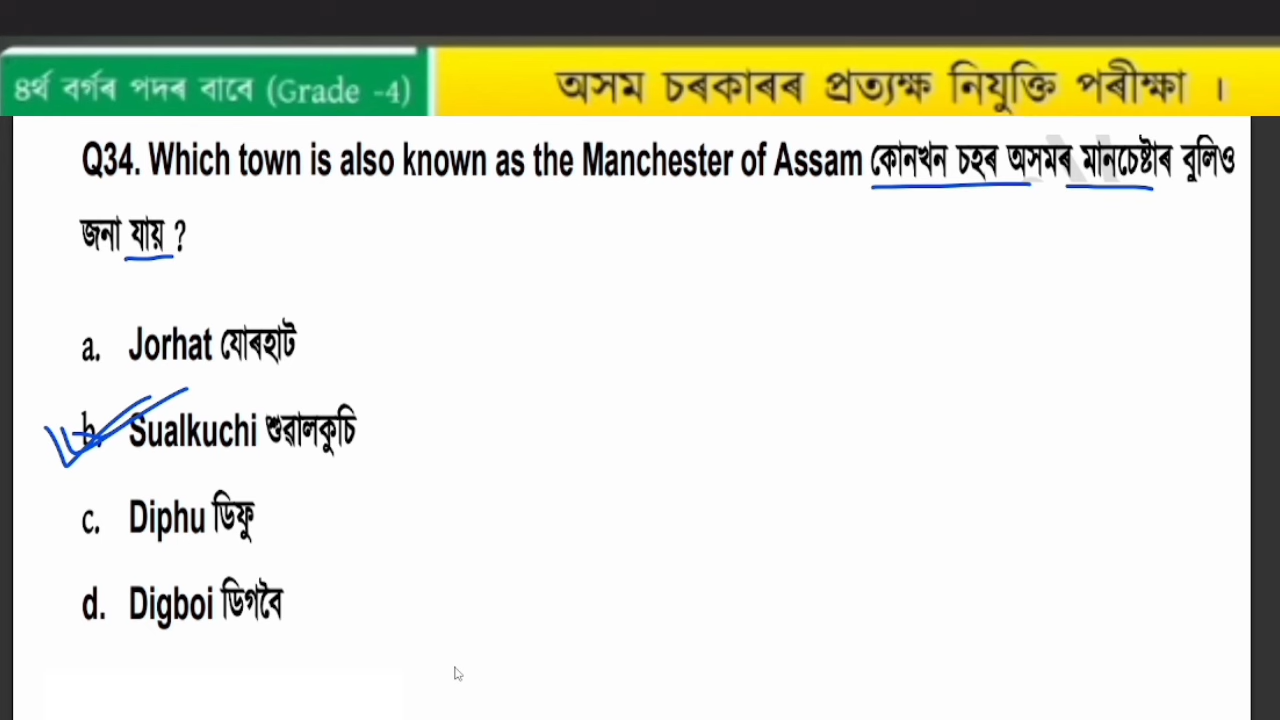 ৪ৰ্থ বৰ্গৰ পদৰ বাবে (Grade -4)
অসম চৰকাৰৰ প্ৰত্যক্ষ নিযুক্তি পৰীক্ষা ।
Q34. Which town is also known as the Manchester of Assam কোনখন চহৰ অসমৰ মানচেষ্টাৰ বুলিও
জনা যায় ?
a. Jorhat যোৰহাট
b. Sualkuchi শুৱালকুচি
c. Diphu ডিফু
d. Digboi ডিগবৈ